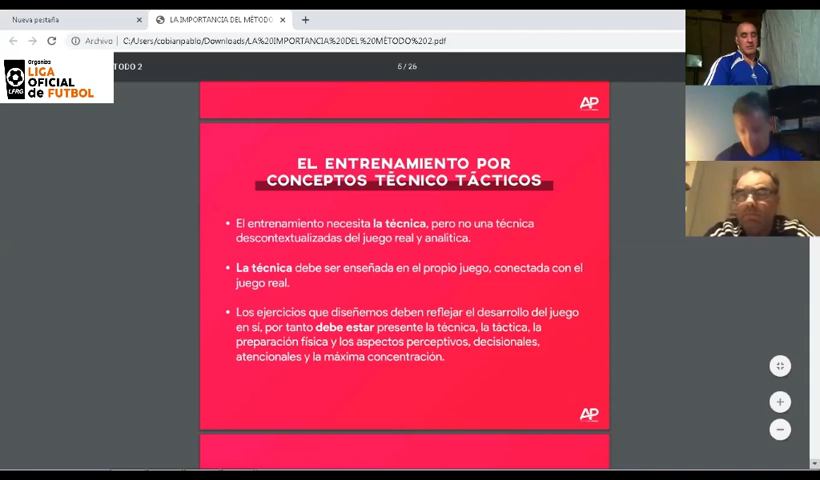 Nueva pestaña
LA IMPORTANCIA DEL MÉTODO
Archivo
C:/Users/cobianpablo/Downloads/LA%20IMPORTANCIA%20DEL%20MÉTODO%202.pdf
TODO 2
6 / 26
Organiza
LIGA
OFICIAL
de FUTBOL
LFRG
AP
EL ENTRENAMIENTO POR
CONCEPTOS TÉCNICO TÁCTICOS
• El entrenamiento necesita la técnica, pero no una técnica
descontextualizadas del juego real y analitica.
• La técnica debe ser enseñada en el propio juego, conectada con el
juego real.
• Los ejercicios que diseñemos deben reflejar el desarrollo del juego
en sí, por tanto debe estar presente la técnica, la táctica, la
preparación física y los aspectos perceptivos, decisionales,
atencionales y la máxima concentración.
AP